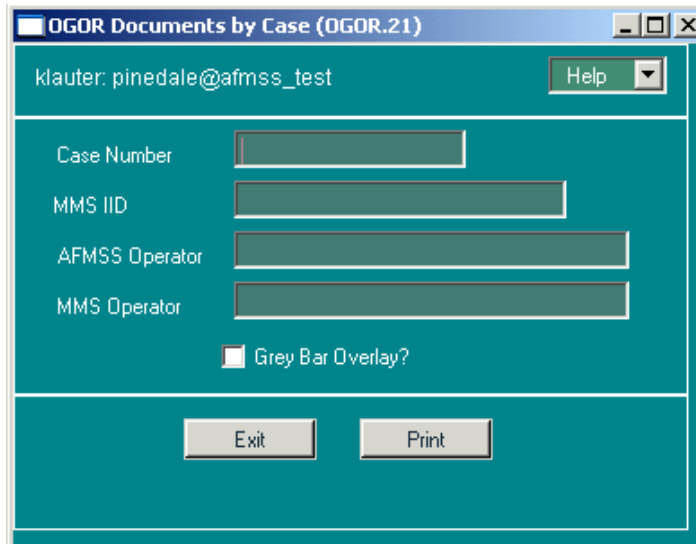 OGOR Documents by Case (OGOR.21)
klauter: pinedale@afmss_test
Help
Case Number
MMS IID
AFMSS Operator
MMS Operator
Grey Bar Overlay?
Exit
Print